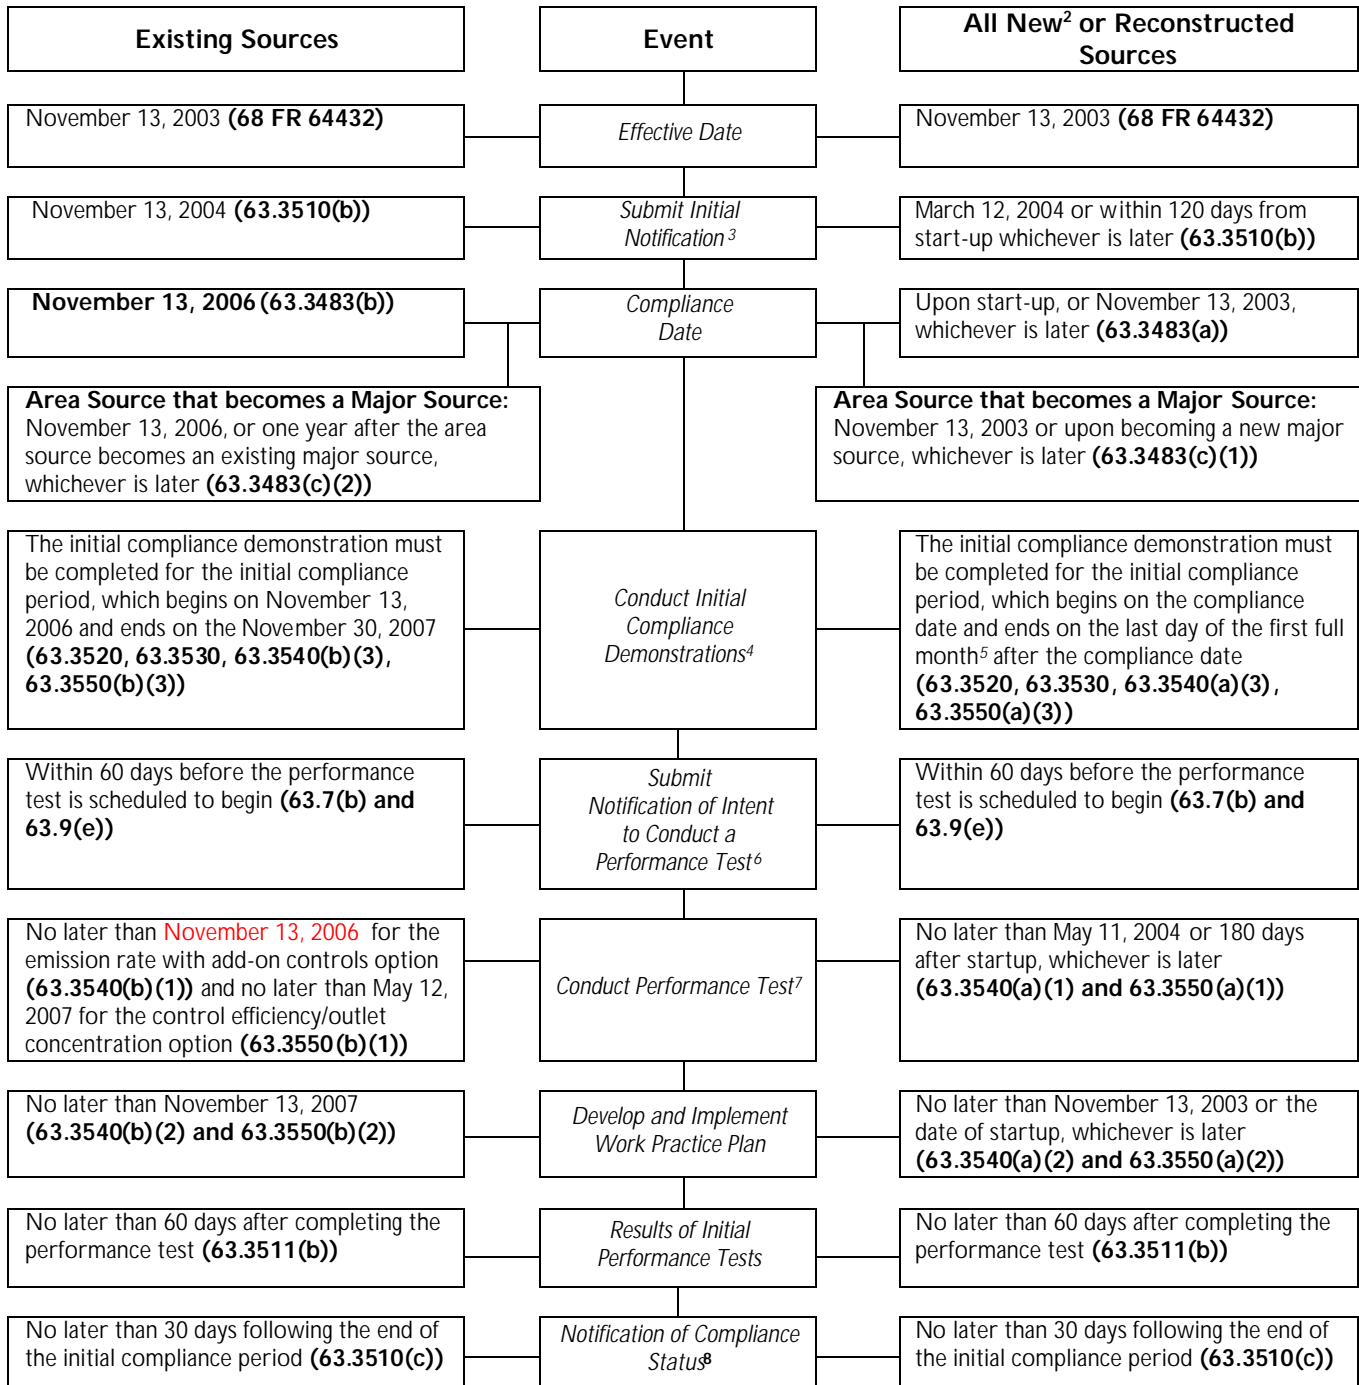 Existing Sources
Event
All New2 or Reconstructed
Sources
November 13, 2003 (68 FR 64432)
Effective Date
November 13, 2003 (68 FR 64432)
November 13, 2004 (63.3510(b))
Submit Initial
Notification 3
March 12, 2004 or within 120 days from
start-up whichever is later (63.3510(b))
November 13, 2006 (63.3483(b))
Compliance
Date
Upon start-up, or November 13, 2003,
whichever is later (63.3483(a))
Area Source that becomes a Major Source:
November 13, 2006, or one year after the area
source becomes an existing major source,
whichever is later (63.3483(c)(2))
Area Source that becomes a Major Source:
November 13, 2003 or upon becoming a new major
source, whichever is later (63.3483(c)(1))
The initial compliance demonstration must
be completed for the initial compliance
period, which begins on November 13,
2006 and ends on the November 30, 2007
(63.3520, 63.3530, 63.3540(b)(3),
63.3550(b)(3))
Conduct Initial
Compliance
Demonstrations4
The initial compliance demonstration must
be completed for the initial compliance
period, which begins on the compliance
date and ends on the last day of the first full
month5 after the compliance date
(63.3520, 63.3530, 63.3540(a)(3),
63.3550(a)(3))
Within 60 days before the performance
test is scheduled to begin (63.7(b) and
63.9(e))
Submit
Notification of Intent
to Conduct a
Performance Test6
Within 60 days before the performance
test is scheduled to begin (63.7(b) and
63.9(e))
No later than November 13, 2006 for the
emission rate with add-on controls option
(63.3540(b)(1)) and no later than May 12,
2007 for the control efficiency/outlet
concentration option (63.3550(b)(1))
Conduct Performance Test7
No later than May 11, 2004 or 180 days
after startup, whichever is later
(63.3540(a)(1) and 63.3550(a)(1))
No later than November 13, 2007
(63.3540(b)(2) and 63.3550(b)(2))
Develop and Implement
Work Practice Plan
No later than November 13, 2003 or the
date of startup, whichever is later
(63.3540(a)(2) and 63.3550(a)(2))
No later than 60 days after completing the
performance test (63.3511(b))
Results of Initial
Performance Tests
No later than 60 days after completing the
performance test (63.3511(b))
No later than 30 days following the end of
the initial compliance period (63.3510(c))
Notification of Compliance
Status8
No later than 30 days following the end of
the initial compliance period (63.3510(c))